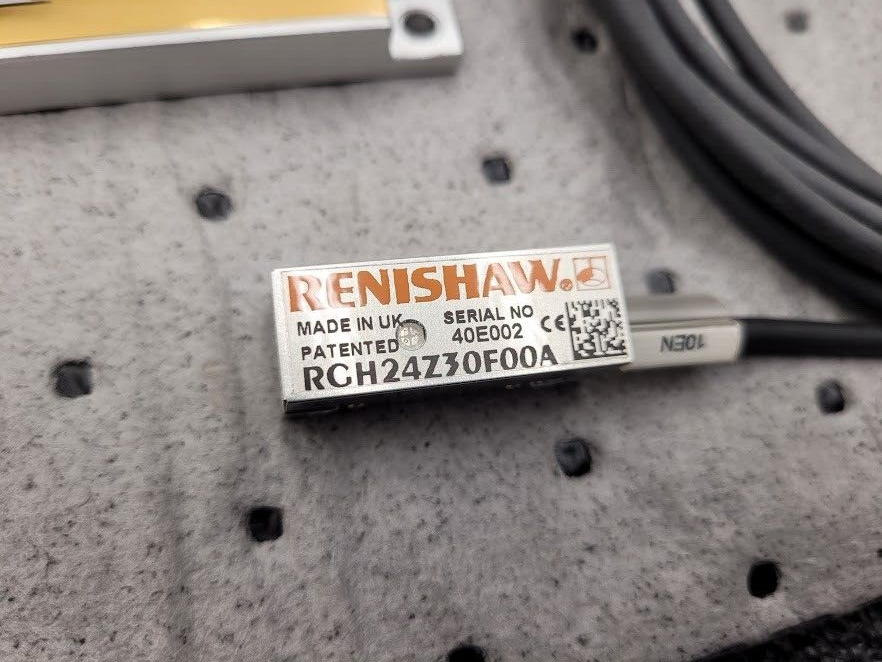 RENISHAW.®
MADE IN UK
PATENTED
SERIAL NO
40E002
CE
RGH24Z30F00A
10EN